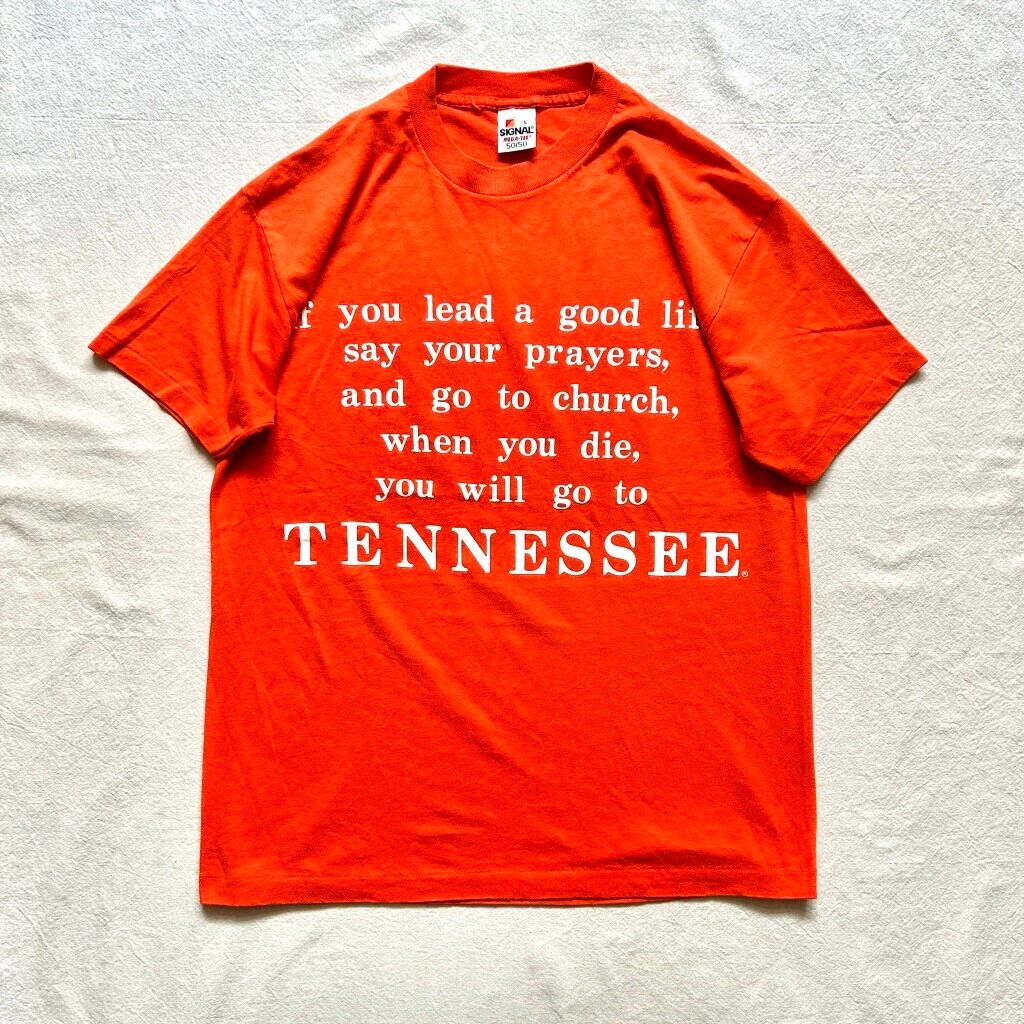 SIGNAL®
MEGA-TEE®
50/50
you lead a good
say your prayers,
and go to church,
when you die,
you will go to
TENNESSEE®